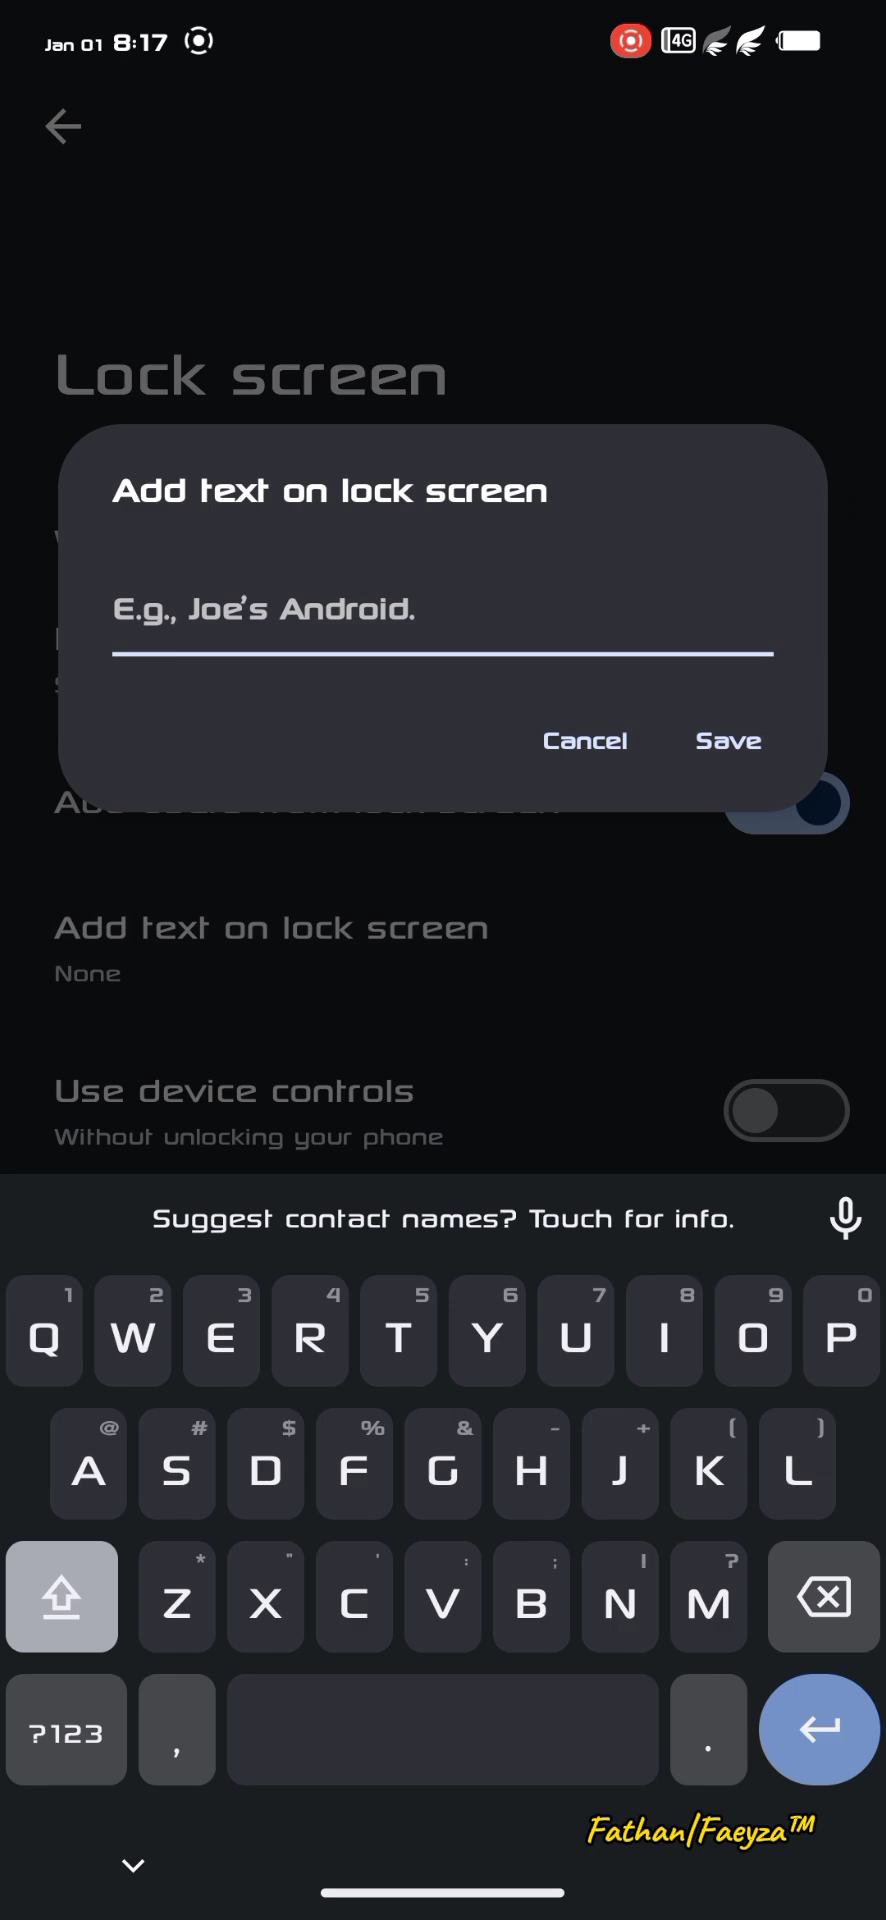 Jan 01 8:17
4G
Lock screen
Add text on lock screen
E.g., Joe's Android.
Cancel Save
Add text on lock screen
None
Use device controls
Without unlocking your phone
Suggest contact names? Touch for info.
1 2 3 4 5 6 7 8 9 0
Q W E R T Y U I O P
@ # $ % & - + ( )
A S D F G H J K L
* " ' : ; ! ?
Z X C V B N M
?123 , .
Fathan/Faeyza™